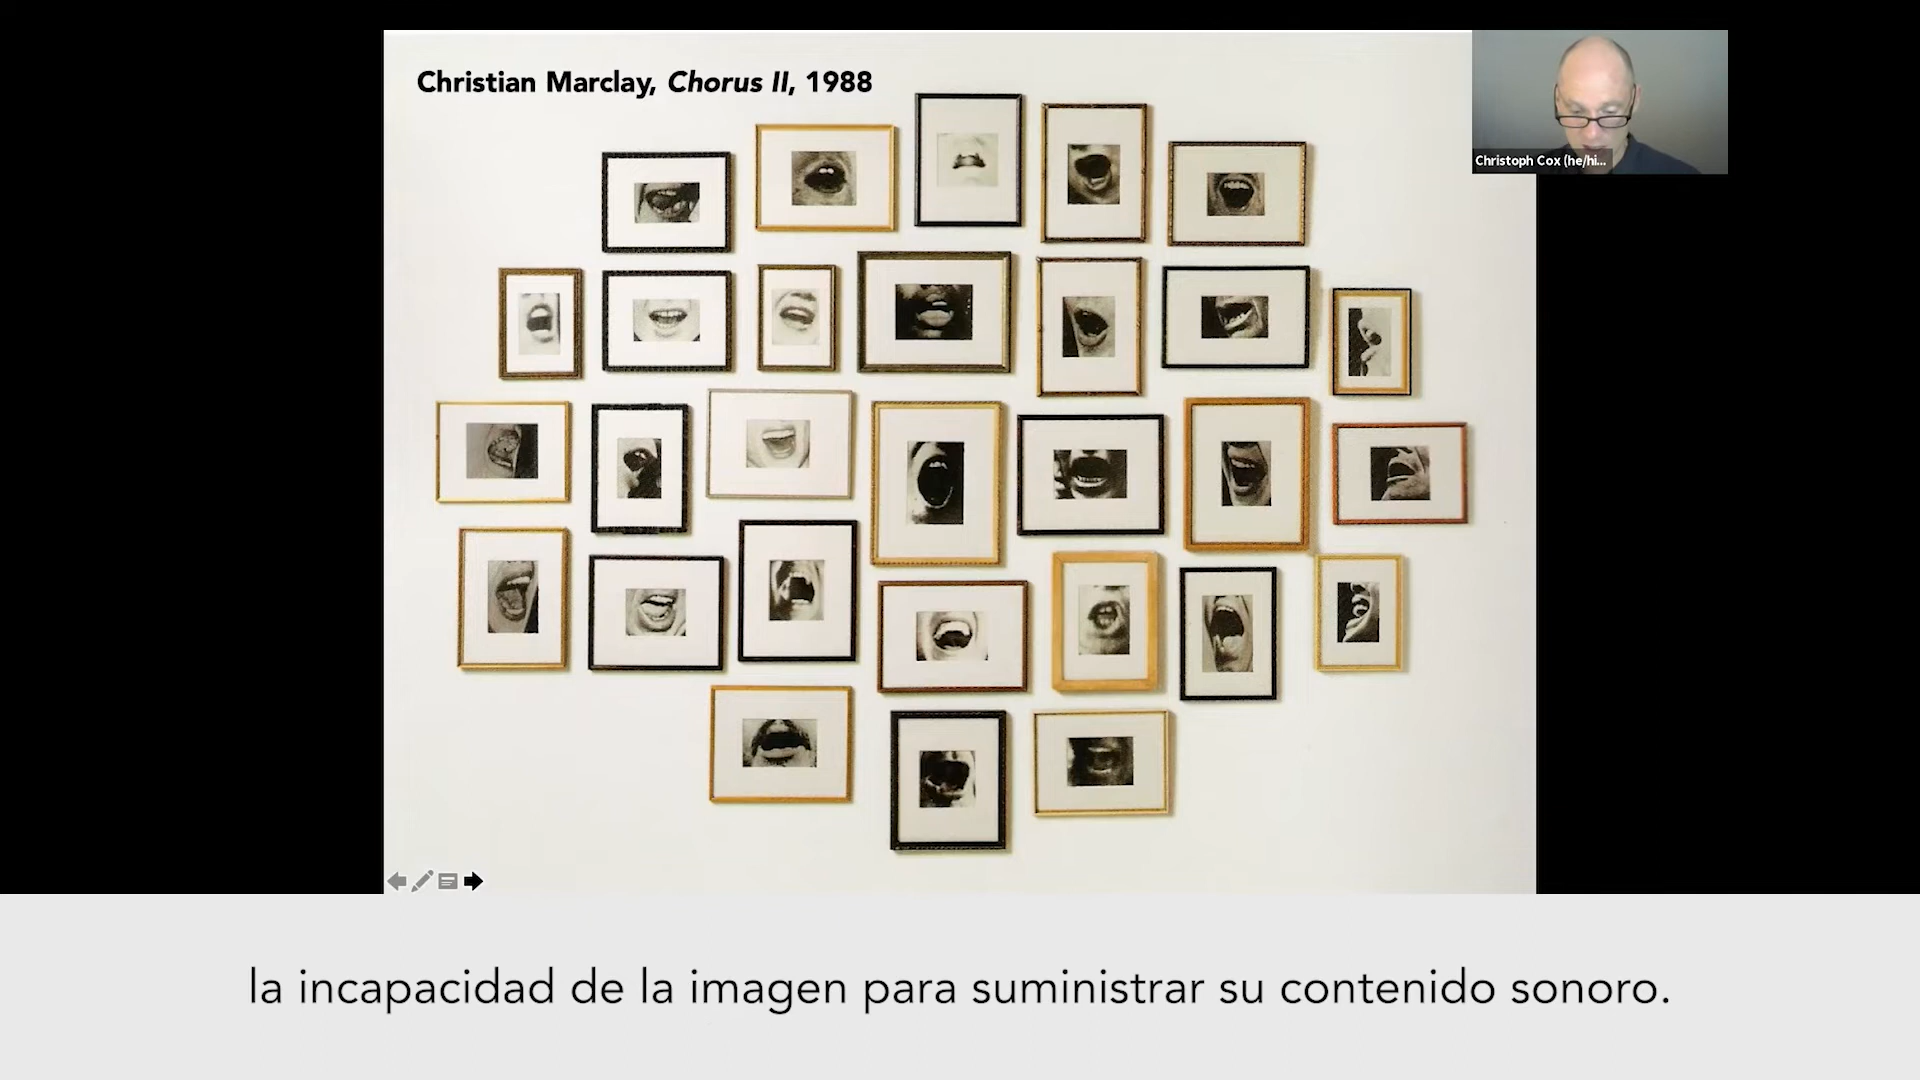 Christian Marclay, Chorus II, 1988
Christoph Cox (he/hi...
la incapacidad de la imagen para suministrar su contenido sonoro.